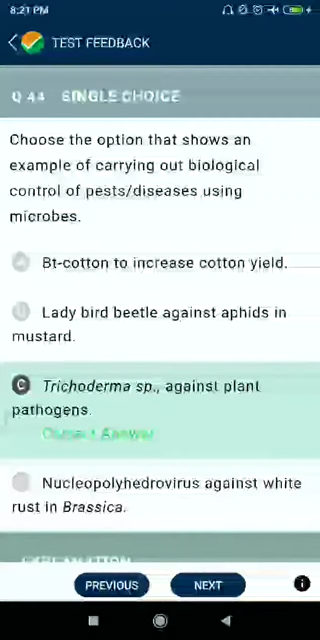 8:21 PM
TEST FEEDBACK
Q 44 SINGLE CHOICE
Choose the option that shows an
example of carrying out biological
control of pests/diseases using
microbes.
Bt-cotton to increase cotton yield.
Lady bird beetle against aphids in
mustard.
C Trichoderma sp., against plant
pathogens.
Correct Answer
Nucleopolyhedrovirus against white
rust in Brassica.
EXPLANATION
PREVIOUS
NEXT